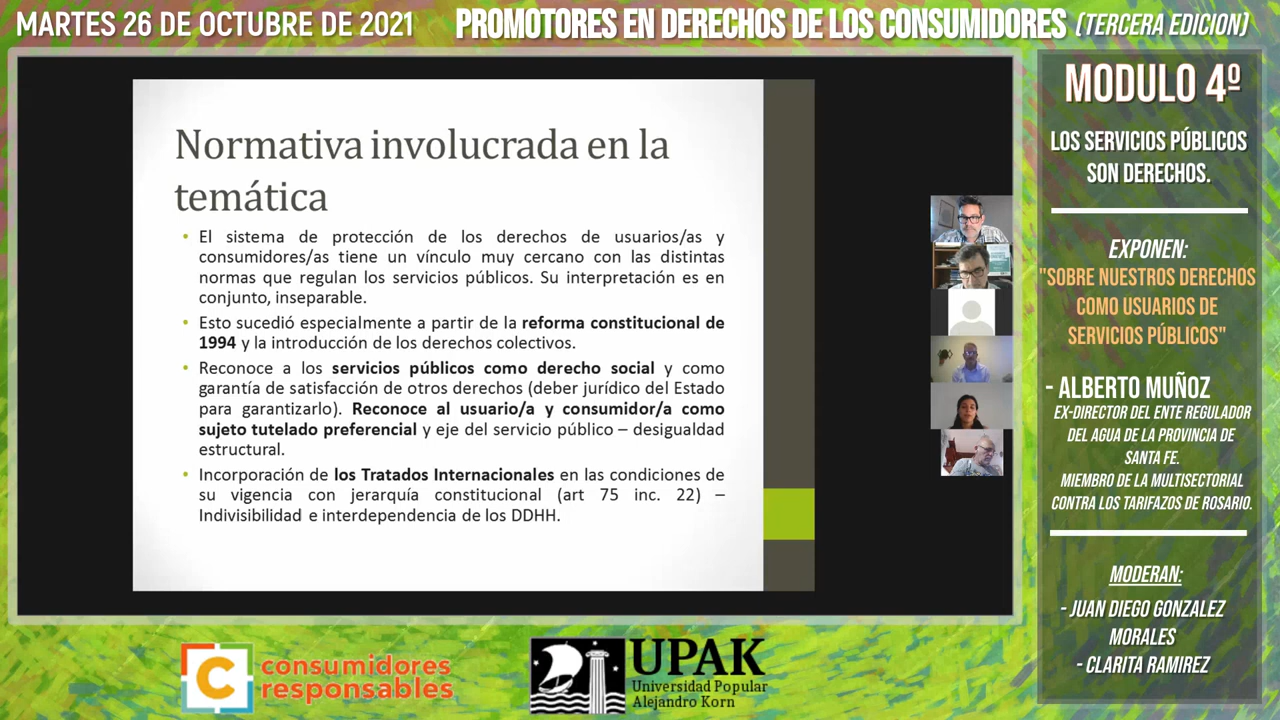 MARTES 26 DE OCTUBRE DE 2021
PROMOTORES EN DERECHOS DE LOS CONSUMIDORES (TERCERA EDICION)
Normativa involucrada en la
temática
• El sistema de protección de los derechos de usuarios/as y
consumidores/as tiene un vínculo muy cercano con las distintas
normas que regulan los servicios públicos. Su interpretación es en
conjunto, inseparable.
• Esto sucedió especialmente a partir de la reforma constitucional de
1994 y la introducción de los derechos colectivos.
• Reconoce a los servicios públicos como derecho social y como
garantía de satisfacción de otros derechos (deber jurídico del Estado
para garantizarlo). Reconoce al usuario/a y consumidor/a como
sujeto tutelado preferencial y eje del servicio público – desigualdad
estructural.
• Incorporación de los Tratados Internacionales en las condiciones de
su vigencia con jerarquía constitucional (art 75 inc. 22) –
Indivisibilidad e interdependencia de los DDHH.
MODULO 4º
LOS SERVICIOS PÚBLICOS
SON DERECHOS.
EXPONEN:
"SOBRE NUESTROS DERECHOS
COMO USUARIOS DE
SERVICIOS PÚBLICOS"
- ALBERTO MUÑOZ
EX-DIRECTOR DEL ENTE REGULADOR
DEL AGUA DE LA PROVINCIA DE
SANTA FE.
MIEMBRO DE LA MULTISECTORIAL
CONTRA LOS TARIFAZOS DE ROSARIO.
MODERAN:
- JUAN DIEGO GONZALEZ
MORALES
- CLARITA RAMIREZ
C
consumidores
responsables
UPAK
Universidad Popular
Alejandro Korn